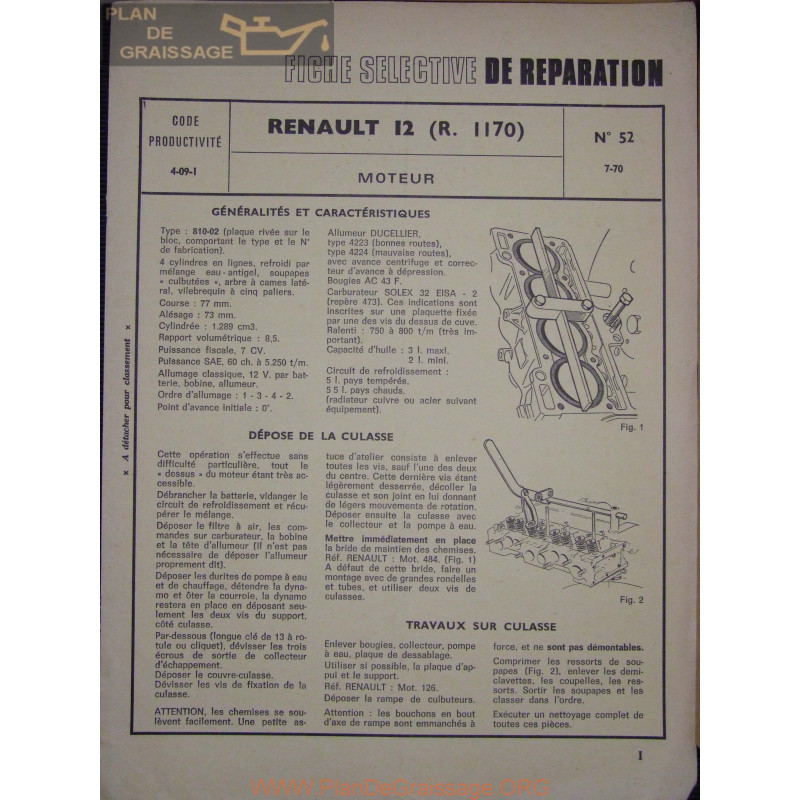 PLAN
DE
GRAISSAGE
FICHE SELECTIVE DE REPARATION
CODE
PRODUCTIVITÉ
4-09-1
RENAULT 12 (R. 1170)
MOTEUR
N° 52
7-70
× A détacher pour classement ×
GÉNÉRALITÉS ET CARACTÉRISTIQUES
Type : 810-02 (plaque rivée sur le
bloc, comportant le type et le N°
de fabrication).
4 cylindres en lignes, refroidi par
mélange eau-antigel, soupapes
« culbutées », arbre à cames laté-
ral, vilebrequin à cinq paliers.
Course : 77 mm.
Alésage : 73 mm.
Cylindrée : 1.289 cm3.
Rapport volumétrique : 8,5.
Puissance fiscale, 7 CV.
Puissance SAE, 60 ch. à 5.250 t/m.
Allumage classique, 12 V. par bat-
terie, bobine, allumeur.
Ordre d'allumage : 1 - 3 - 4 - 2.
Point d'avance initiale : 0°.
Allumeur DUCELLIER,
type 4223 (bonnes routes),
type 4224 (mauvaise routes),
avec avance centrifuge et correc-
teur d'avance à dépression.
Bougies AC 43 F.
Carburateur SOLEX 32 EISA - 2
(repère 473). Ces indications sont
inscrites sur une plaquette fixée
par une des vis du dessus de cuve.
Ralenti : 750 à 800 t/m (très im-
portant).
Capacité d'huile : 3 l. maxi.
2 l. mini.
Circuit de refroidissement :
5 l. pays tempérés.
5 5 l. pays chauds.
(radiateur cuivre ou acier suivant
équipement).
Fig. 1
DÉPOSE DE LA CULASSE
Cette opération s'effectue sans
difficulté particulière, tout le
« dessus » du moteur étant très ac-
cessible.
Débrancher la batterie, vidanger le
circuit de refroidissement et récu-
pérer le mélange.
Déposer le filtre à air, les com-
mandes sur carburateur, la bobine
et la tête d'allumeur (il n'est pas
nécessaire de déposer l'allumeur
proprement dit).
Déposer les durites de pompe à eau
et de chauffage, détendre la dyna-
mo et ôter la courroie, la dynamo
restera en place en déposant seu-
lement les deux vis du support,
côté culasse.
Par-dessous (longue clé de 13 à ro-
tule ou cliquet), dévisser les trois
écrous de sortie de collecteur
d'échappement.
Déposer le couvre-culasse.
Dévisser les vis de fixation de la
culasse.
ATTENTION, les chemises se sou-
lèvent facilement. Une petite as-
tuce d'atelier consiste à enlever
toutes les vis, sauf l'une des deux
du centre. Cette dernière vis étant
légèrement desserrée, décoller la
culasse et son joint en lui donnant
de légers mouvements de rotation.
Déposer ensuite la culasse avec
le collecteur et la pompe à eau.
Mettre immédiatement en place
la bride de maintien des chemises.
Réf. RENAULT : Mot. 484. (Fig. 1)
A défaut de cette bride, faire un
montage avec de grandes rondelles
et tubes, et utiliser deux vis de
culasses.
Fig. 2
TRAVAUX SUR CULASSE
Enlever bougies, collecteur, pompe
à eau, plaque de dessablage.
Utiliser si possible, la plaque d'ap-
pui et le support.
Réf. RENAULT : Mot. 126.
Déposer la rampe de culbuteurs.
Attention : les bouchons en bout
d'axe de rampe sont emmanchés à
force, et ne sont pas démontables.
Comprimer les ressorts de sou-
papes (Fig. 2), enlever les demi-
clavettes, les coupelles, les res-
sorts. Sortir les soupapes et les
classer dans l'ordre.
Exécuter un nettoyage complet de
toutes ces pièces.
1
© www.PlanDeGraissage.ORG